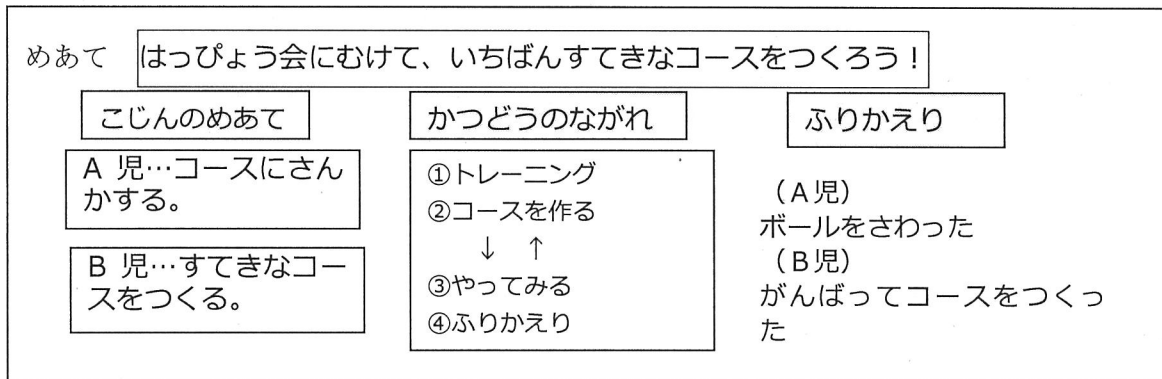 めあて はっぴょう会にむけて、いちばんすてきなコースをつくろう！
こじんのめあて
A 児…コースにさん
かする。
B 児…すてきなコー
スをつくる。
かつどうのながれ
①トレーニング
②コースを作る
↓ ↑
③やってみる
④ふりかえり
ふりかえり
（A児）
ボールをさわった
（B児）
がんばってコースをつくっ
た